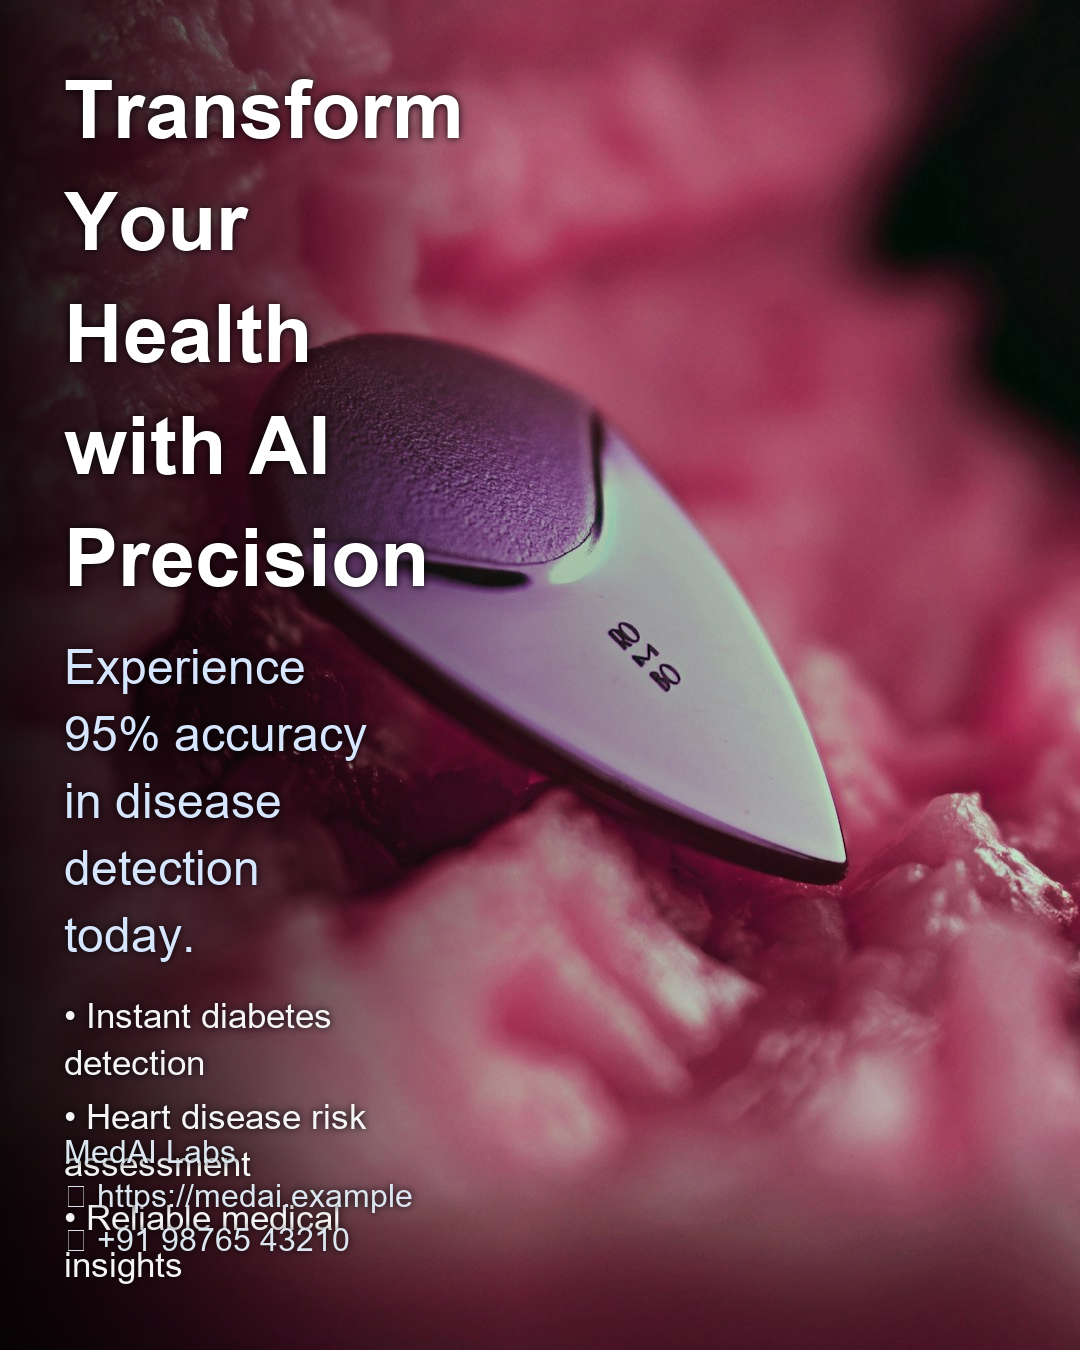 Transform
Your
Health
with AI
Precision
Experience
95% accuracy
in disease
detection
today.
• Instant diabetes
detection
• Heart disease risk
assessment
MedAI Labs
https://medai.example
• Reliable medical
+91 98765 43210
insights